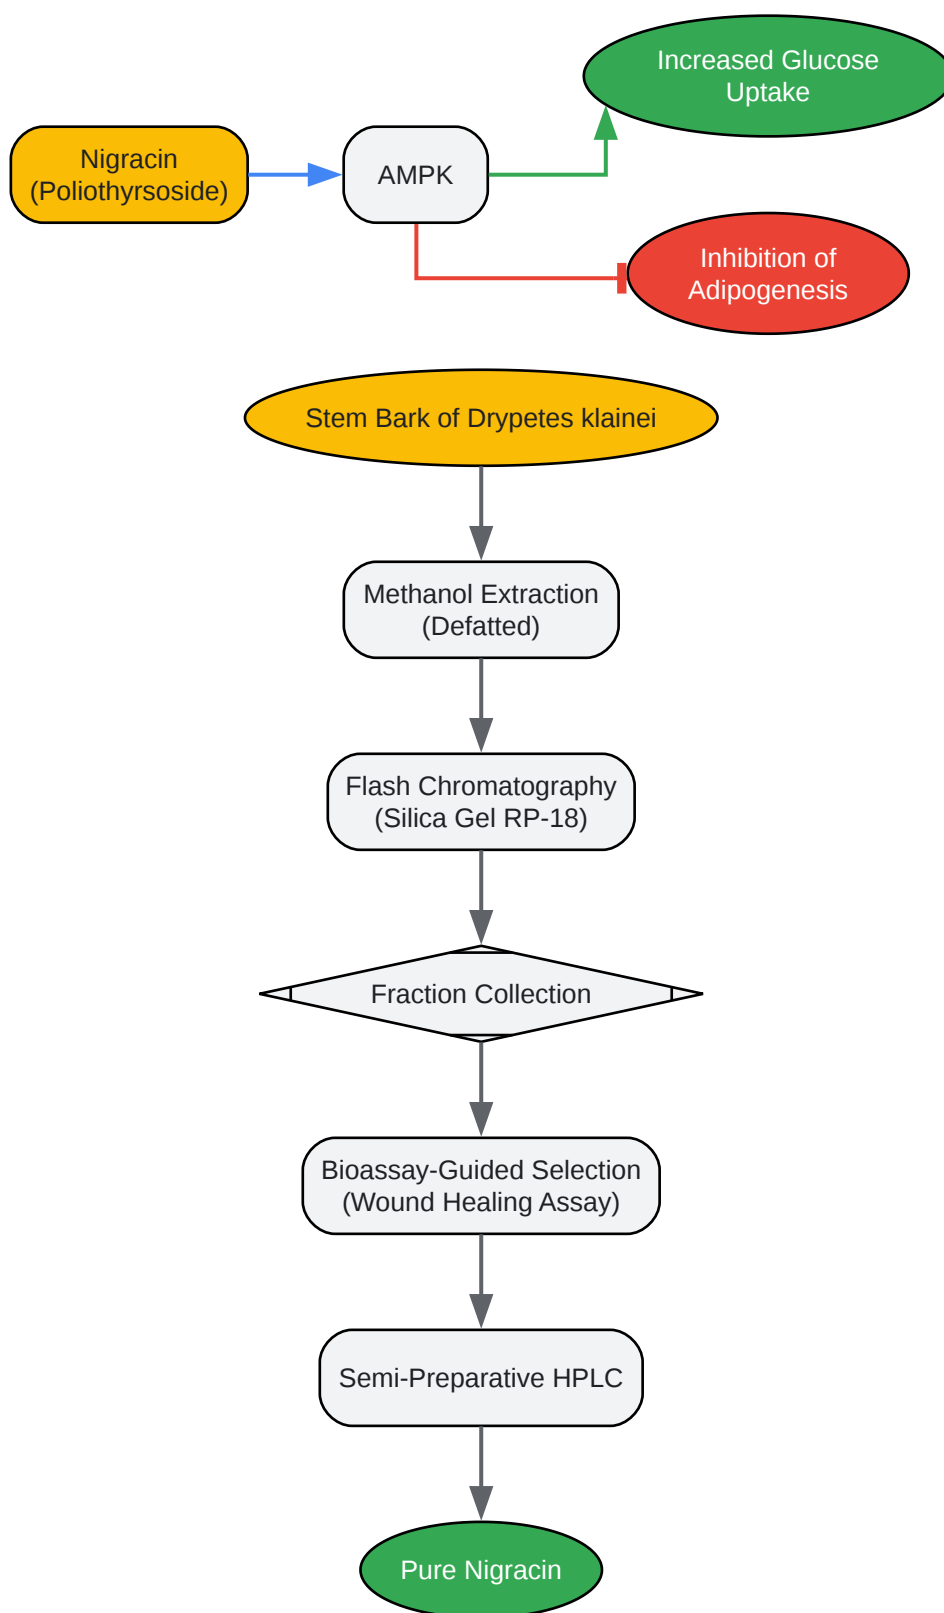 Increased Glucose
Uptake
Nigracin
(Poliothyrsoside)
AMPK
Inhibition of
Adipogenesis
Stem Bark of Drypetes klainei
Methanol Extraction
(Defatted)
Flash Chromatography
(Silica Gel RP-18)
Fraction Collection
Bioassay-Guided Selection
(Wound Healing Assay)
Semi-Preparative HPLC
Pure Nigracin